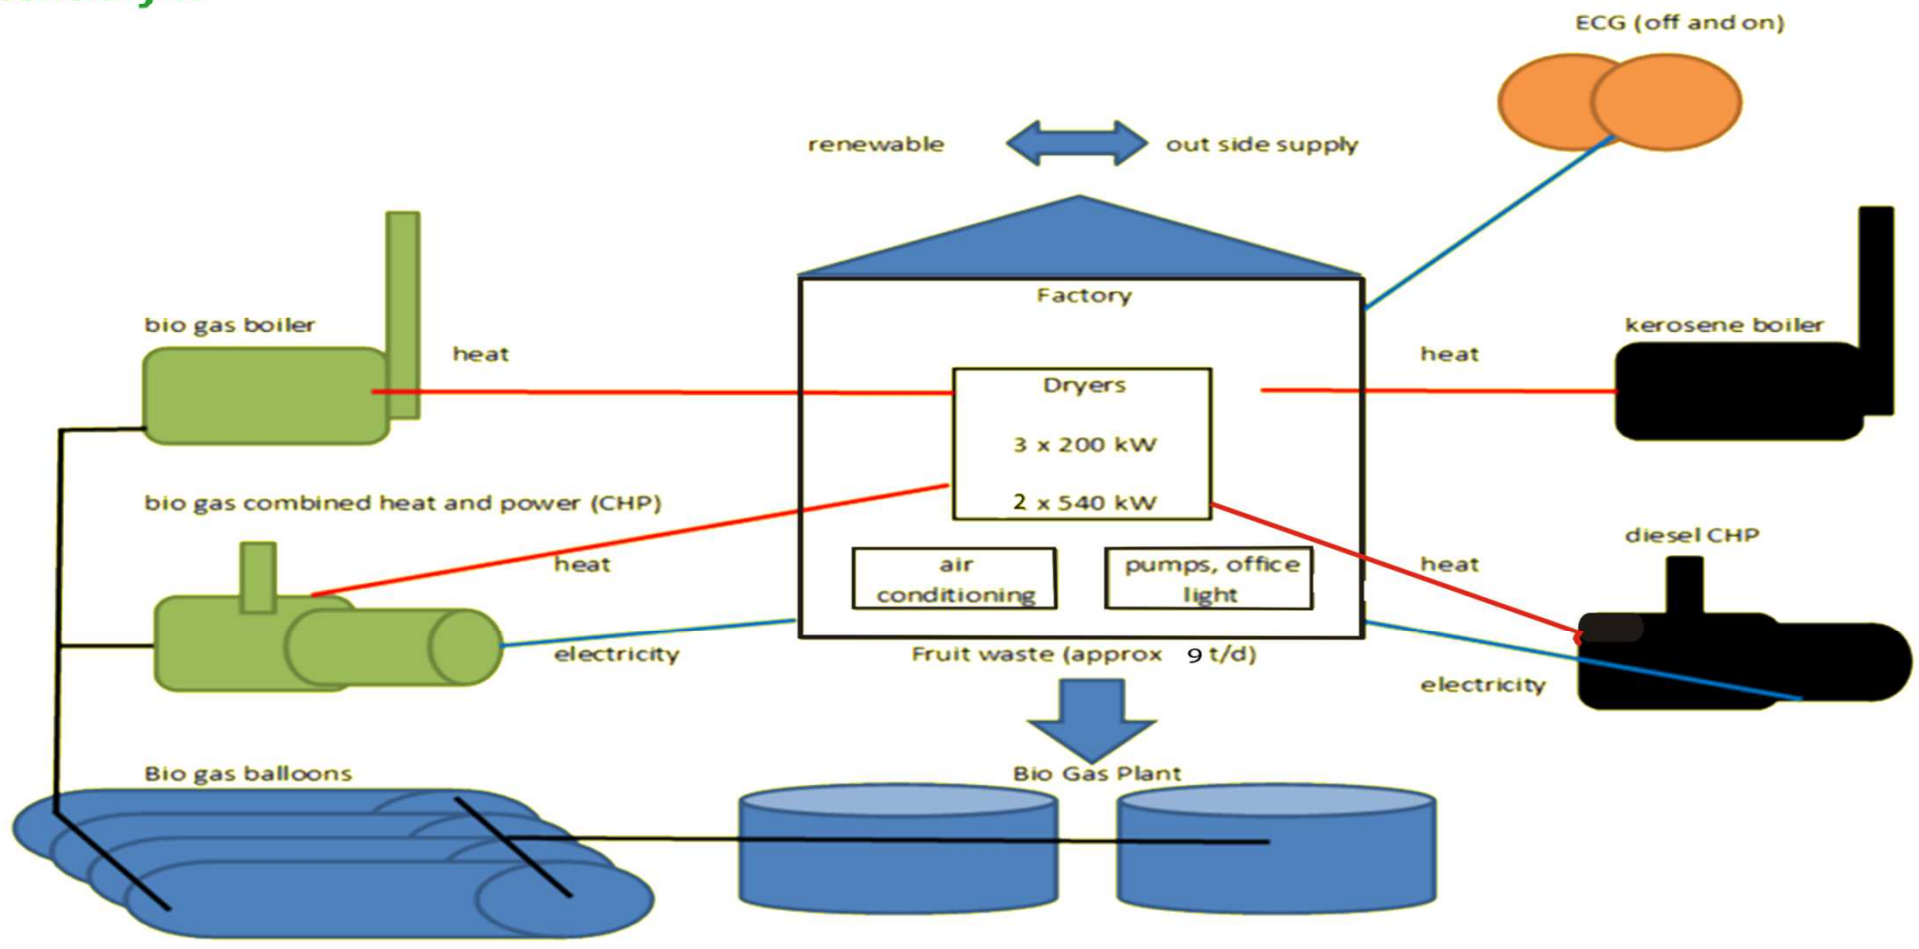 ECG (off and on)
renewable
out side supply
Factory
bio gas boiler
heat
kerosene boiler
heat
Dryers
3 x 200 kW
2 x 540 kW
bio gas combined heat and power (CHP)
diesel CHP
heat
air
conditioning
pumps, office
light
heat
electricity
Fruit waste (approx 9 t/d)
electricity
Bio gas balloons
Bio Gas Plant